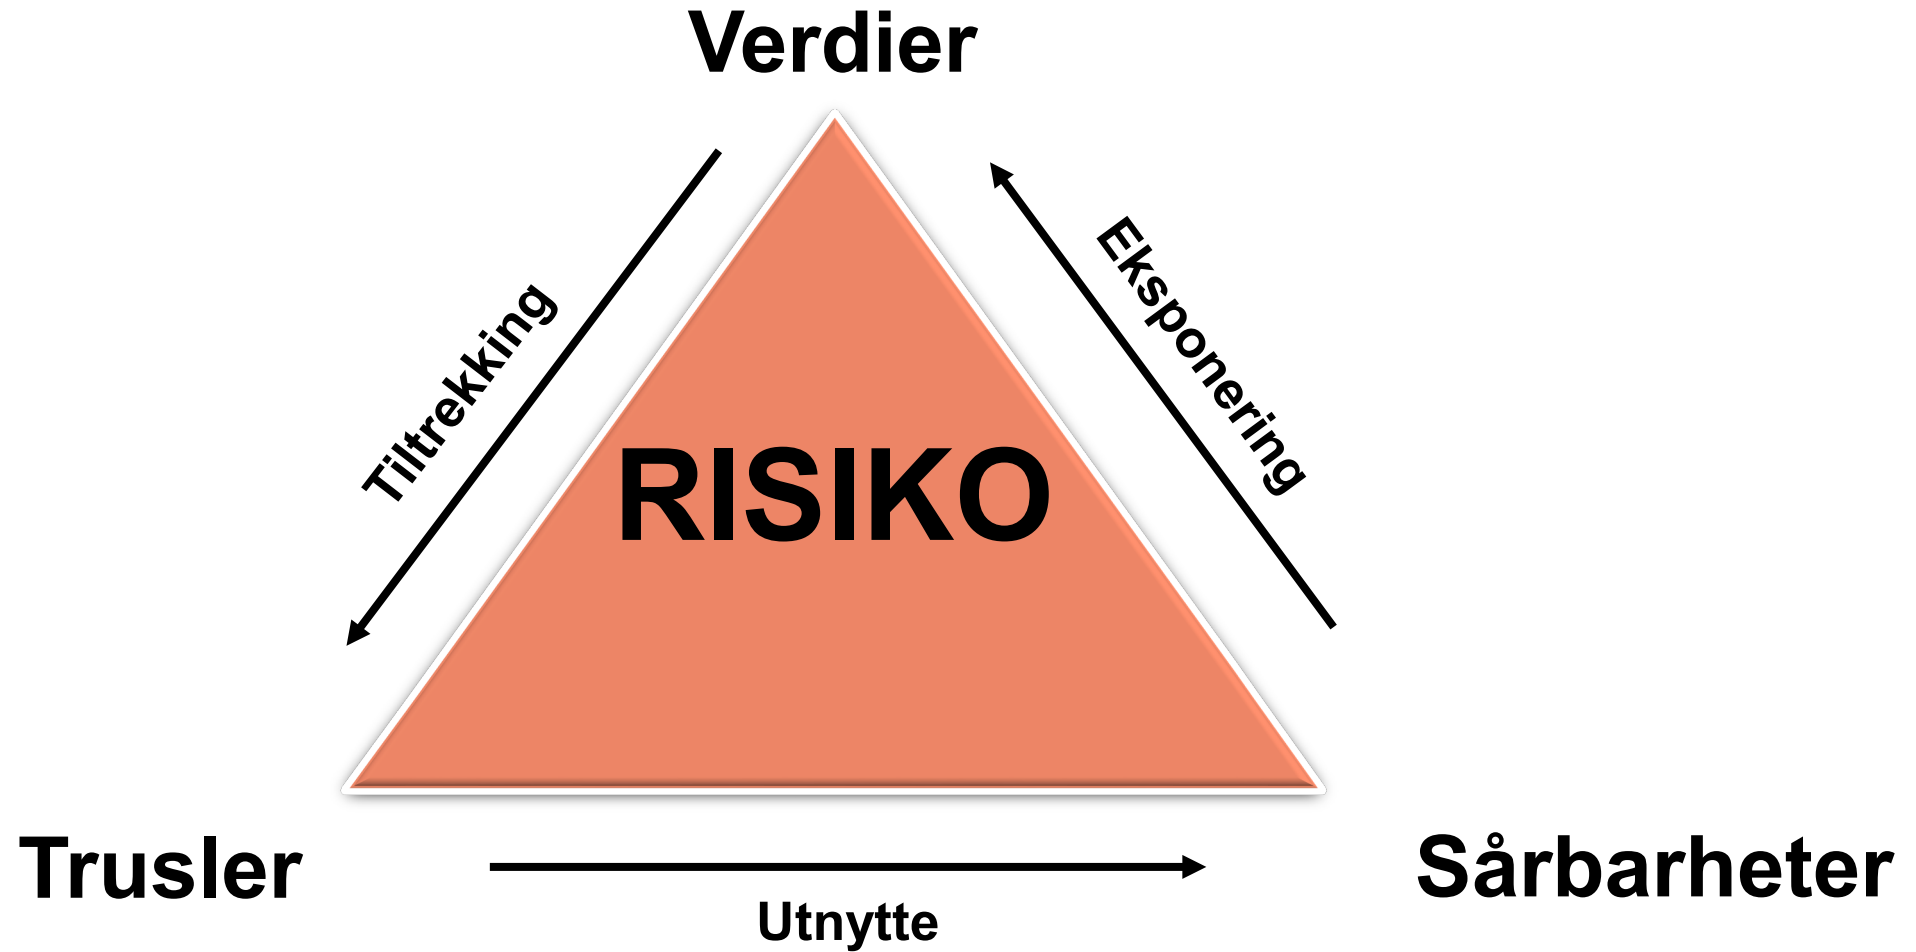 Verdier
Tiltrekking
Eksponering
RISIKO
Trusler
Sårbarheter
Utnytte